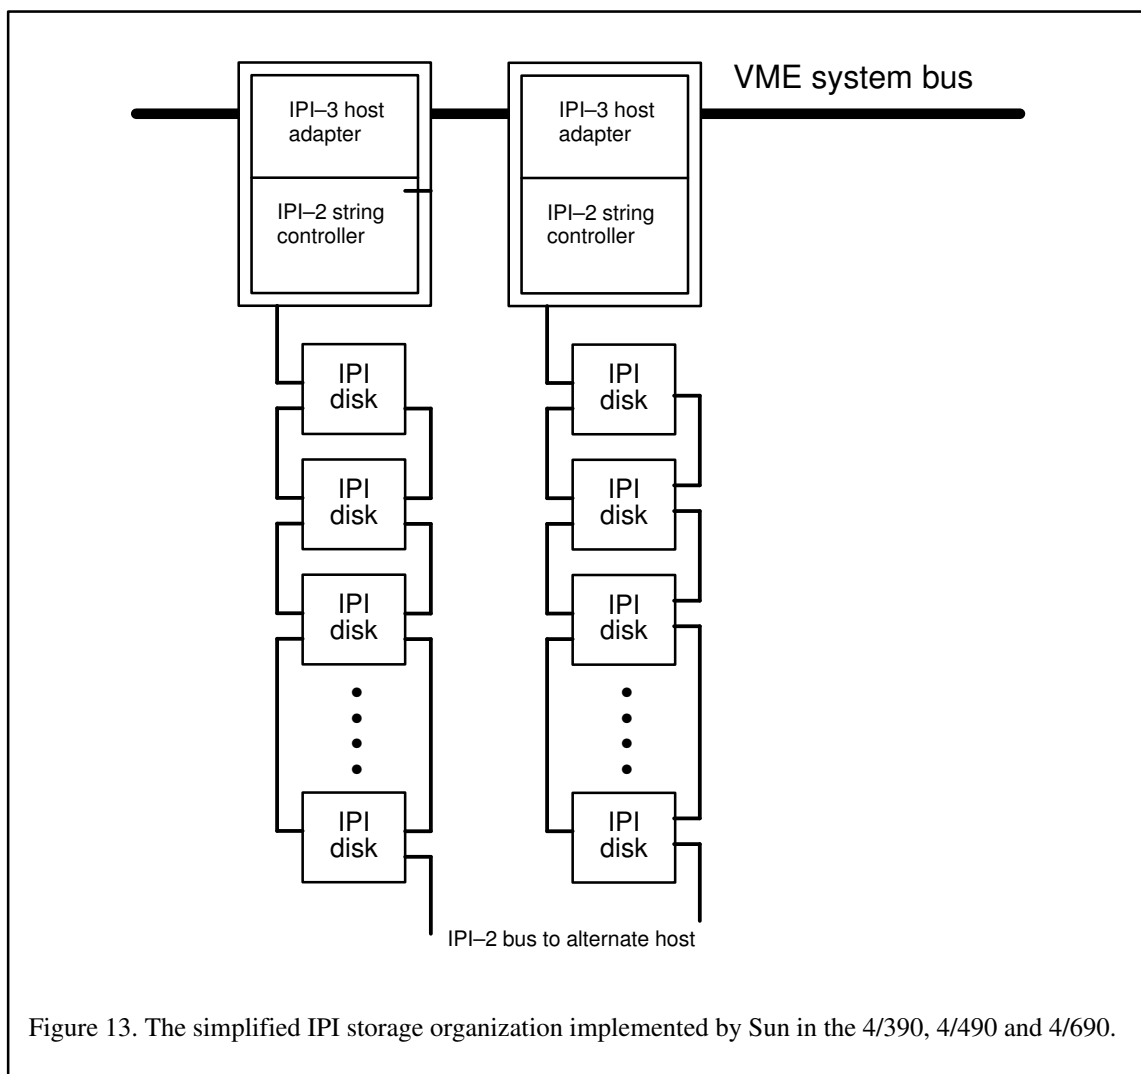 VME system bus
IPI–3 host
adapter
IPI–2 string
controller
IPI–3 host
adapter
IPI–2 string
controller
IPI
disk
IPI
disk
IPI
disk
IPI
disk
IPI
disk
IPI
disk
IPI
disk
IPI
disk
IPI–2 bus to alternate host
Figure 13. The simplified IPI storage organization implemented by Sun in the 4/390, 4/490 and 4/690.